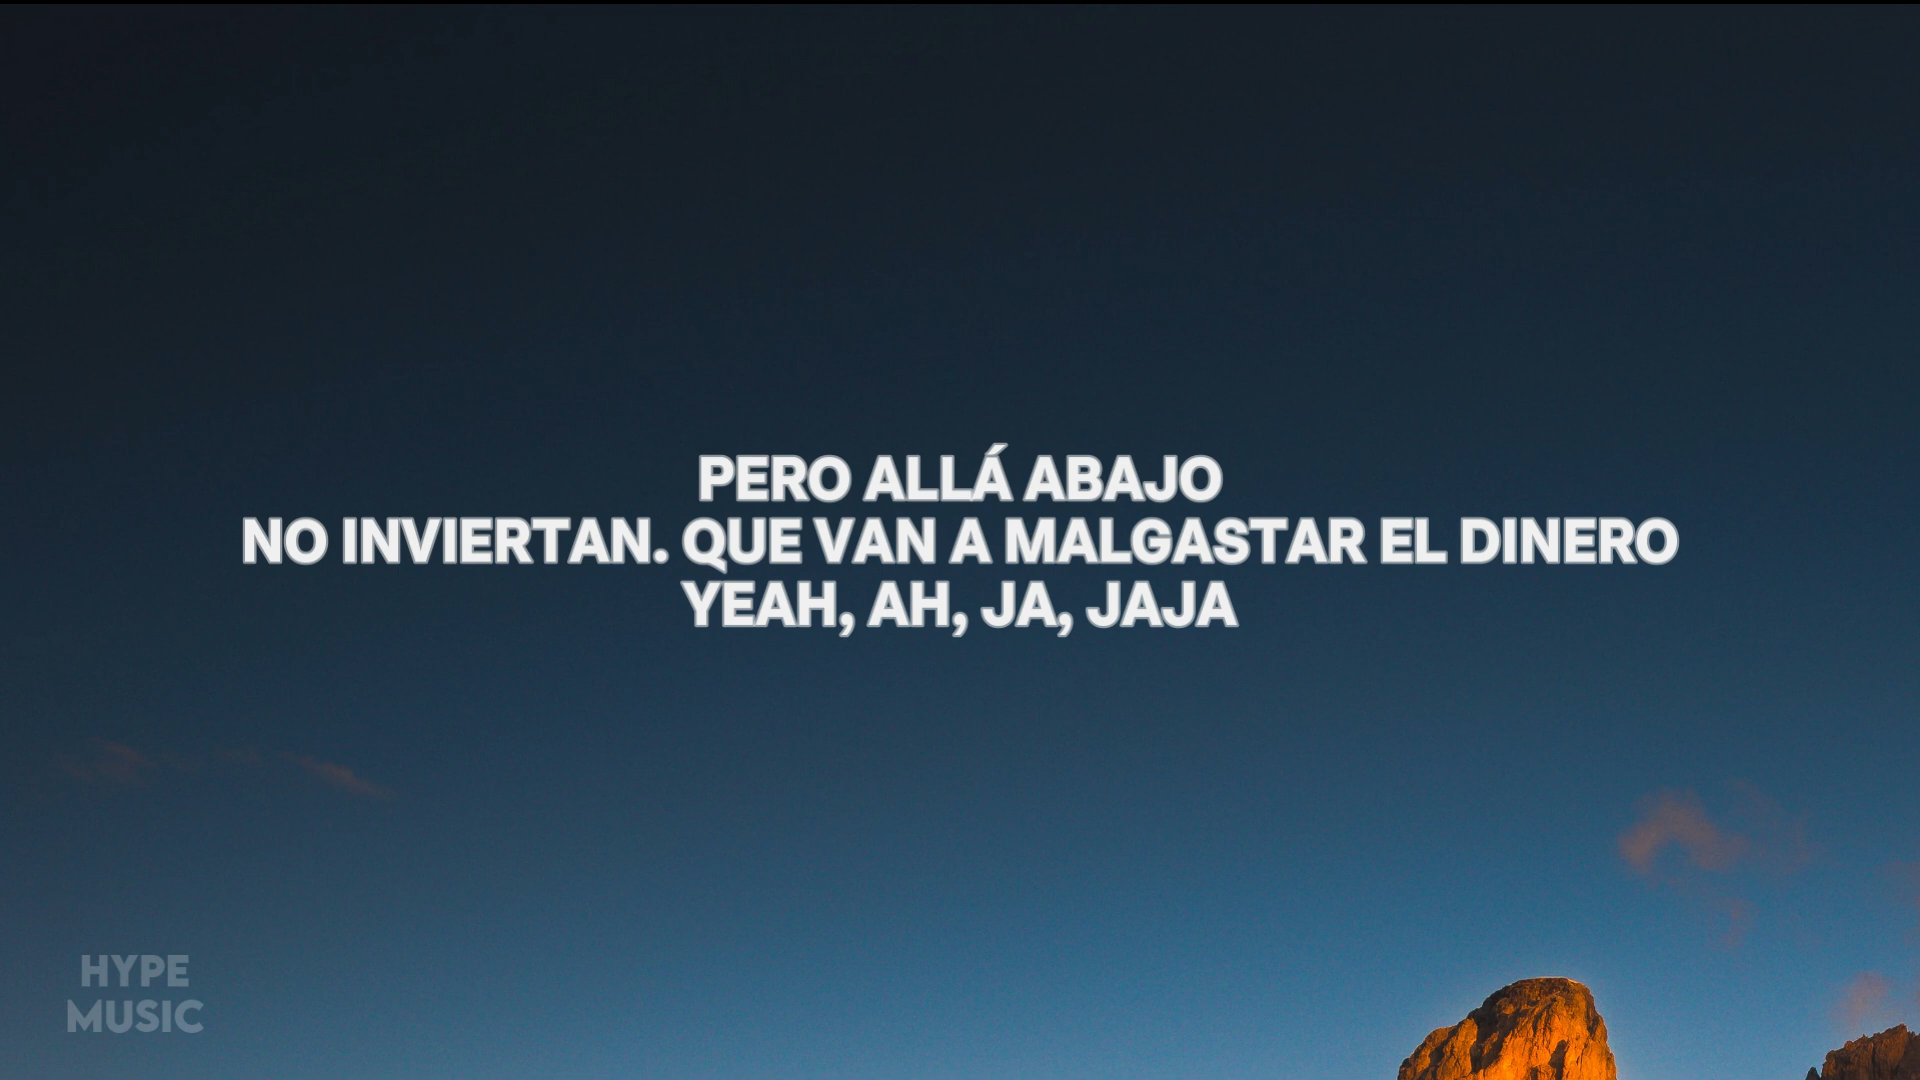 PERO ALLÁ ABAJO
NO INVIERTAN. QUE VAN A MALGASTAR EL DINERO
YEAH, AH, JA, JAJA
HYPE
MUSIC